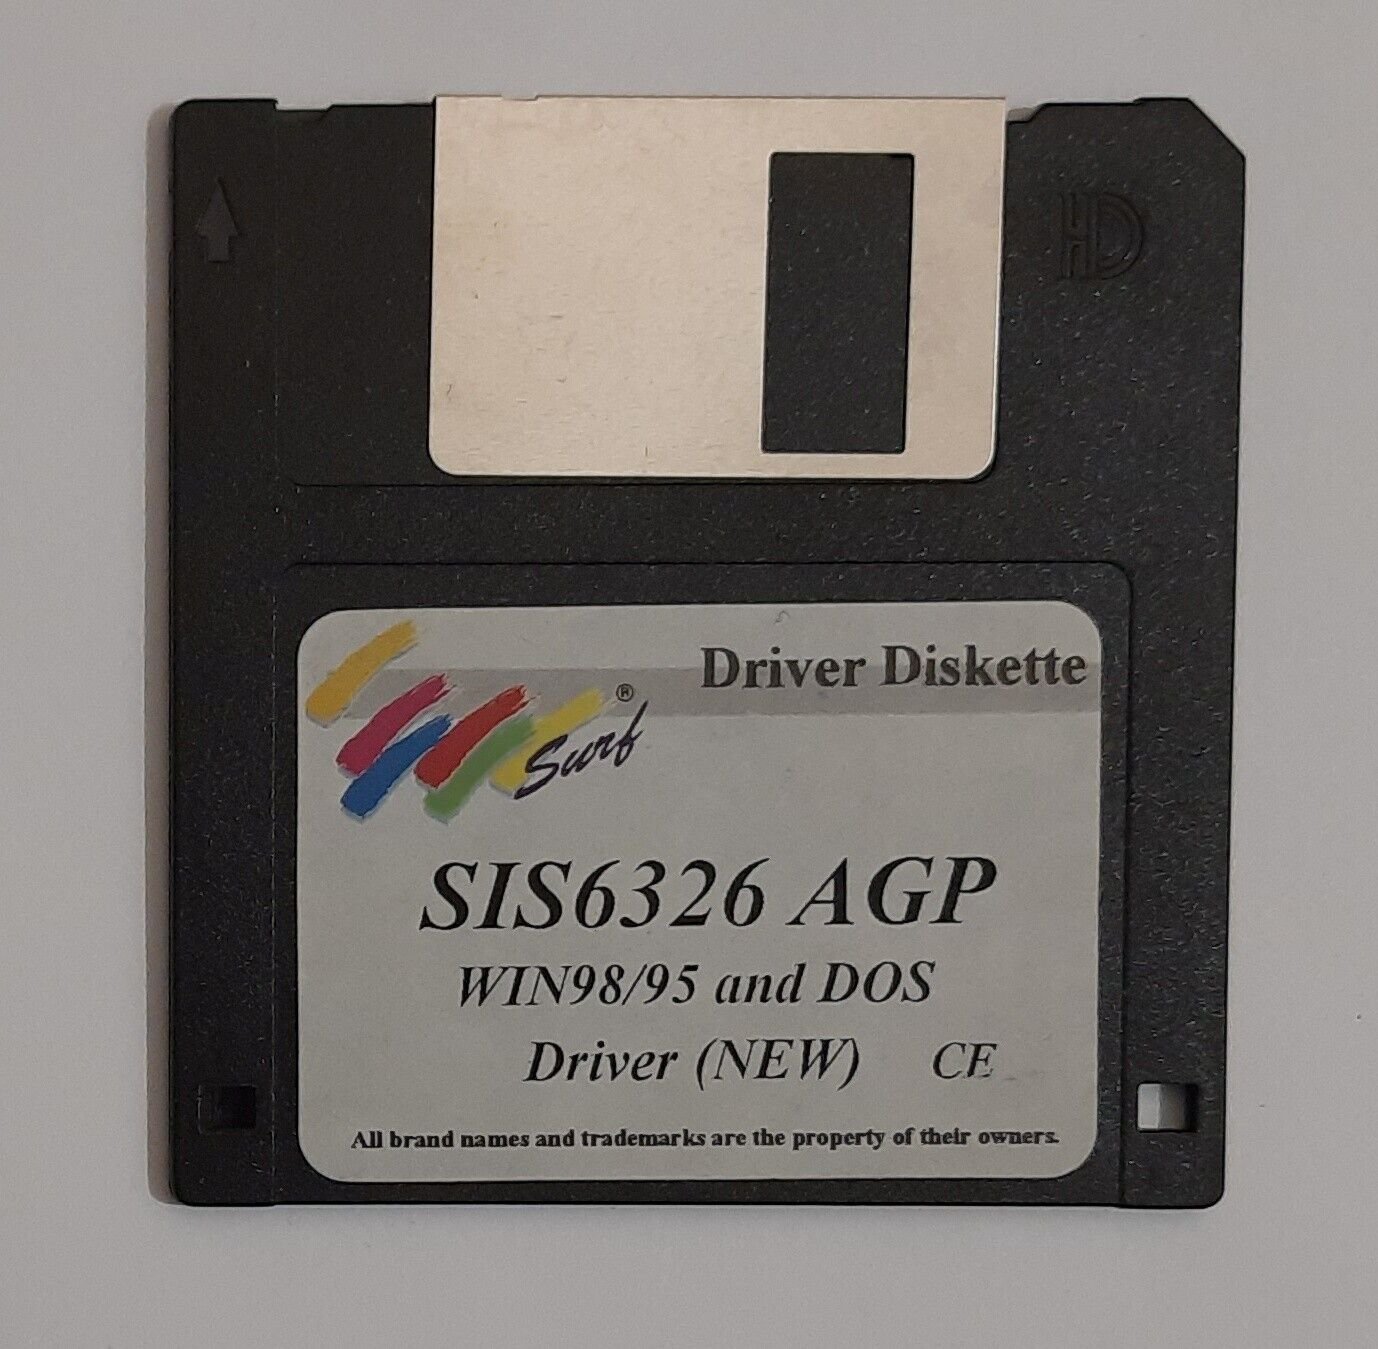 HD
Driver Diskette
Surf®
SIS6326 AGP
WIN98/95 and DOS
Driver (NEW) CE
All brand names and trademarks are the property of their owners.